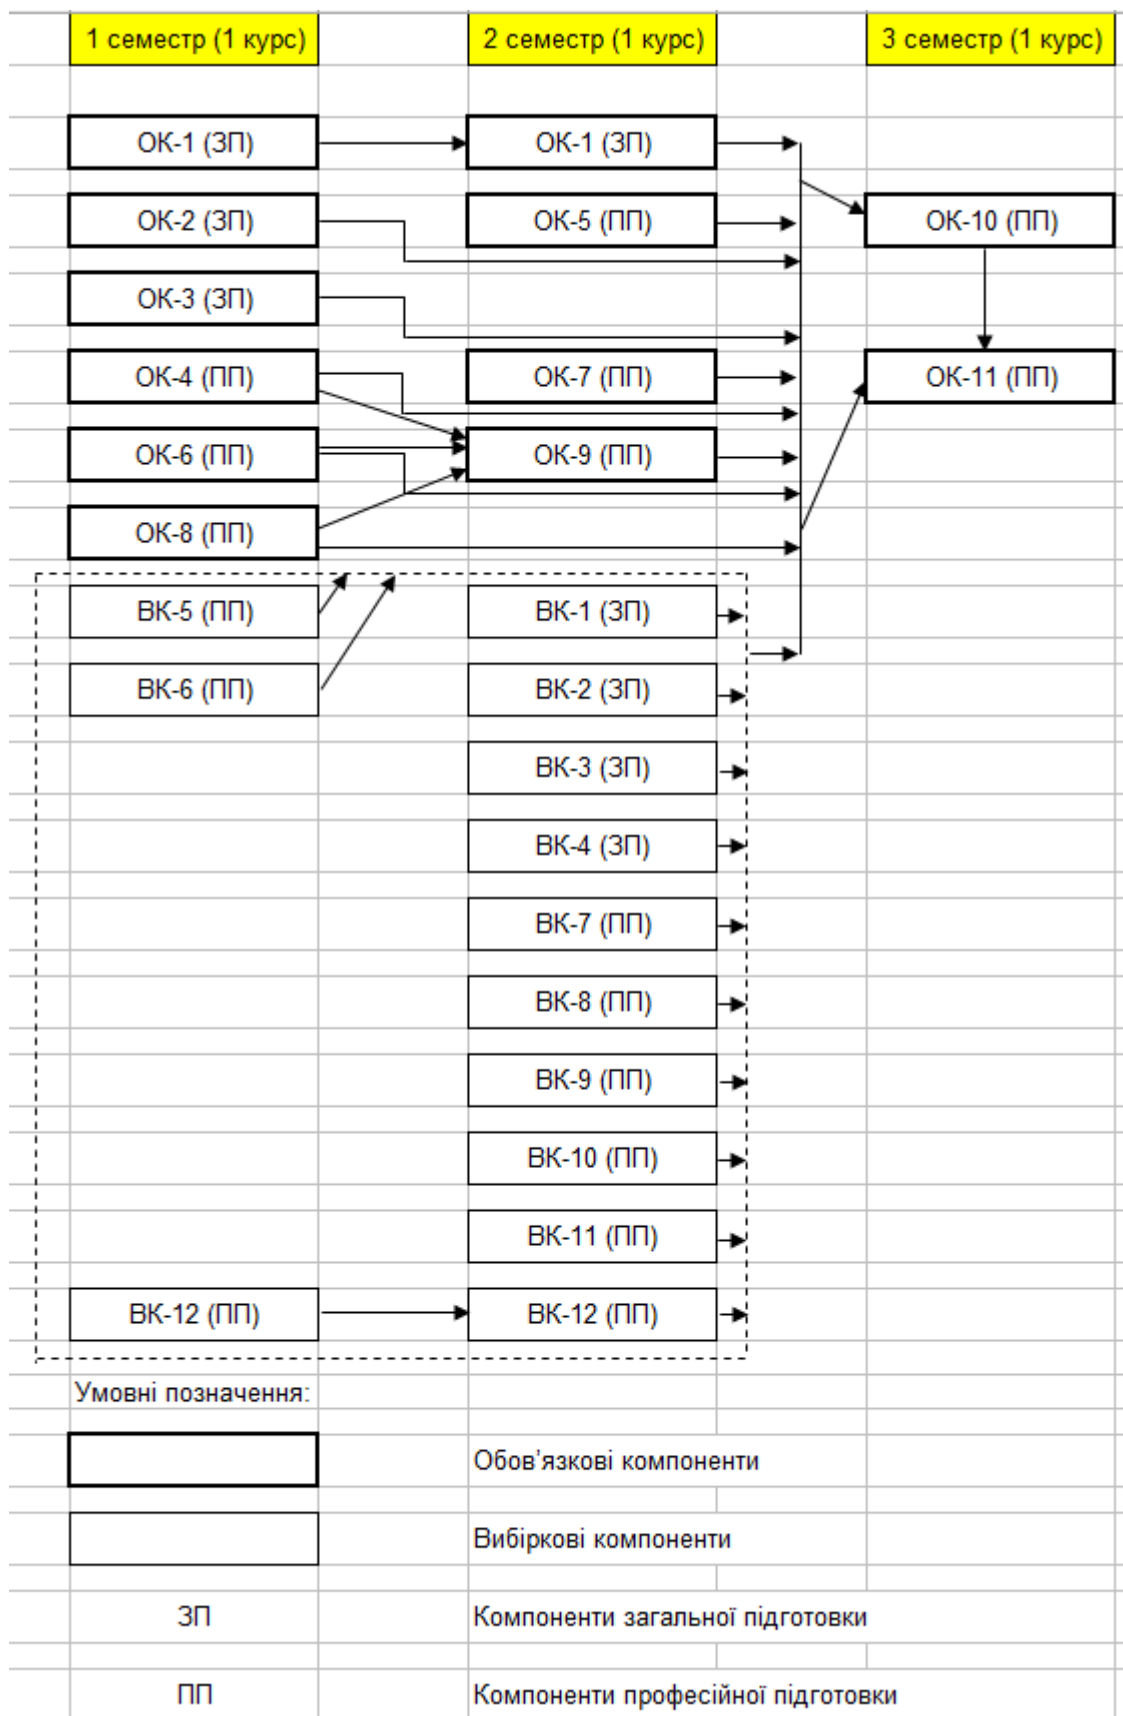 1 семестр (1 курс) 2 семестр (1 курс) 3 семестр (1 курс)
ОК-1 (ЗП) ОК-1 (ЗП)
ОК-2 (ЗП) ОК-5 (ПП) ОК-10 (ПП)
ОК-3 (ЗП)
ОК-4 (ПП) ОК-7 (ПП) ОК-11 (ПП)
ОК-6 (ПП) ОК-9 (ПП)
ОК-8 (ПП)
ВК-5 (ПП) ВК-1 (ЗП)
ВК-6 (ПП) ВК-2 (ЗП)
ВК-3 (ЗП)
ВК-4 (ЗП)
ВК-7 (ПП)
ВК-8 (ПП)
ВК-9 (ПП)
ВК-10 (ПП)
ВК-11 (ПП)
ВК-12 (ПП) ВК-12 (ПП)
Умовні позначення:
Обов’язкові компоненти
Вибіркові компоненти
ЗП Компоненти загальної підготовки
ПП Компоненти професійної підготовки